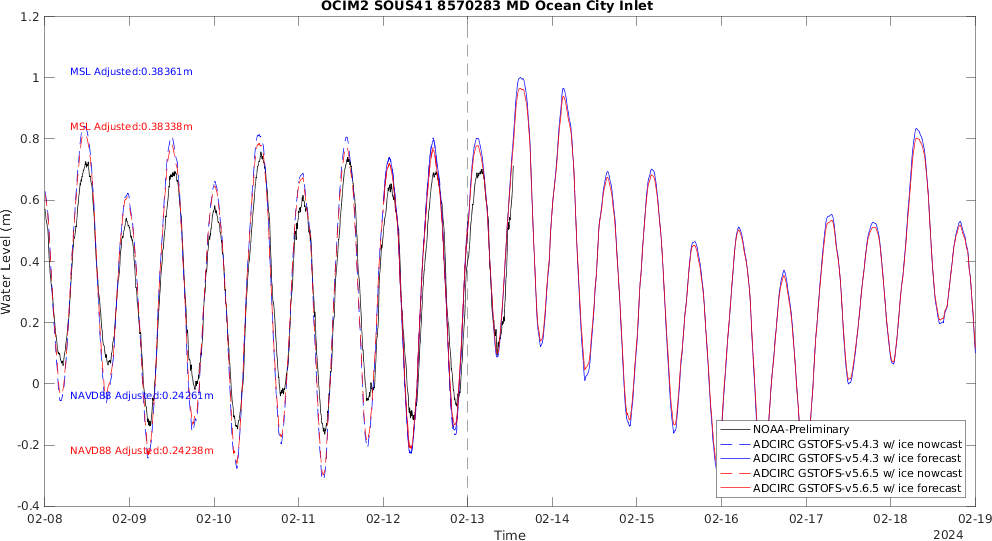 OCIM2 SOUS41 8570283 MD Ocean City Inlet
1.2
1
0.8
0.6
0.4
0.2
0
-0.2
-0.4
Water Level (m)
MSL Adjusted:0.38361m
MSL Adjusted:0.38338m
NAVD88 Adjusted:0.24261m
NAVD88 Adjusted:0.24238m
NOAA-Preliminary
ADCIRC GSTOFS-v5.4.3 w/ ice nowcast
ADCIRC GSTOFS-v5.4.3 w/ ice forecast
ADCIRC GSTOFS-v5.6.5 w/ ice nowcast
ADCIRC GSTOFS-v5.6.5 w/ ice forecast
02-08 02-09 02-10 02-11 02-12 02-13 02-14 02-15 02-16 02-17 02-18 02-19
Time
2024